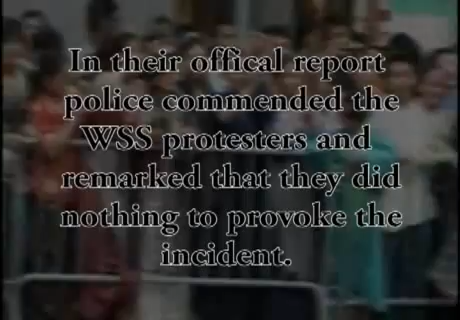 In their offical report
police commended the
WSS protesters and
remarked that they did
nothing to provoke the
incident.